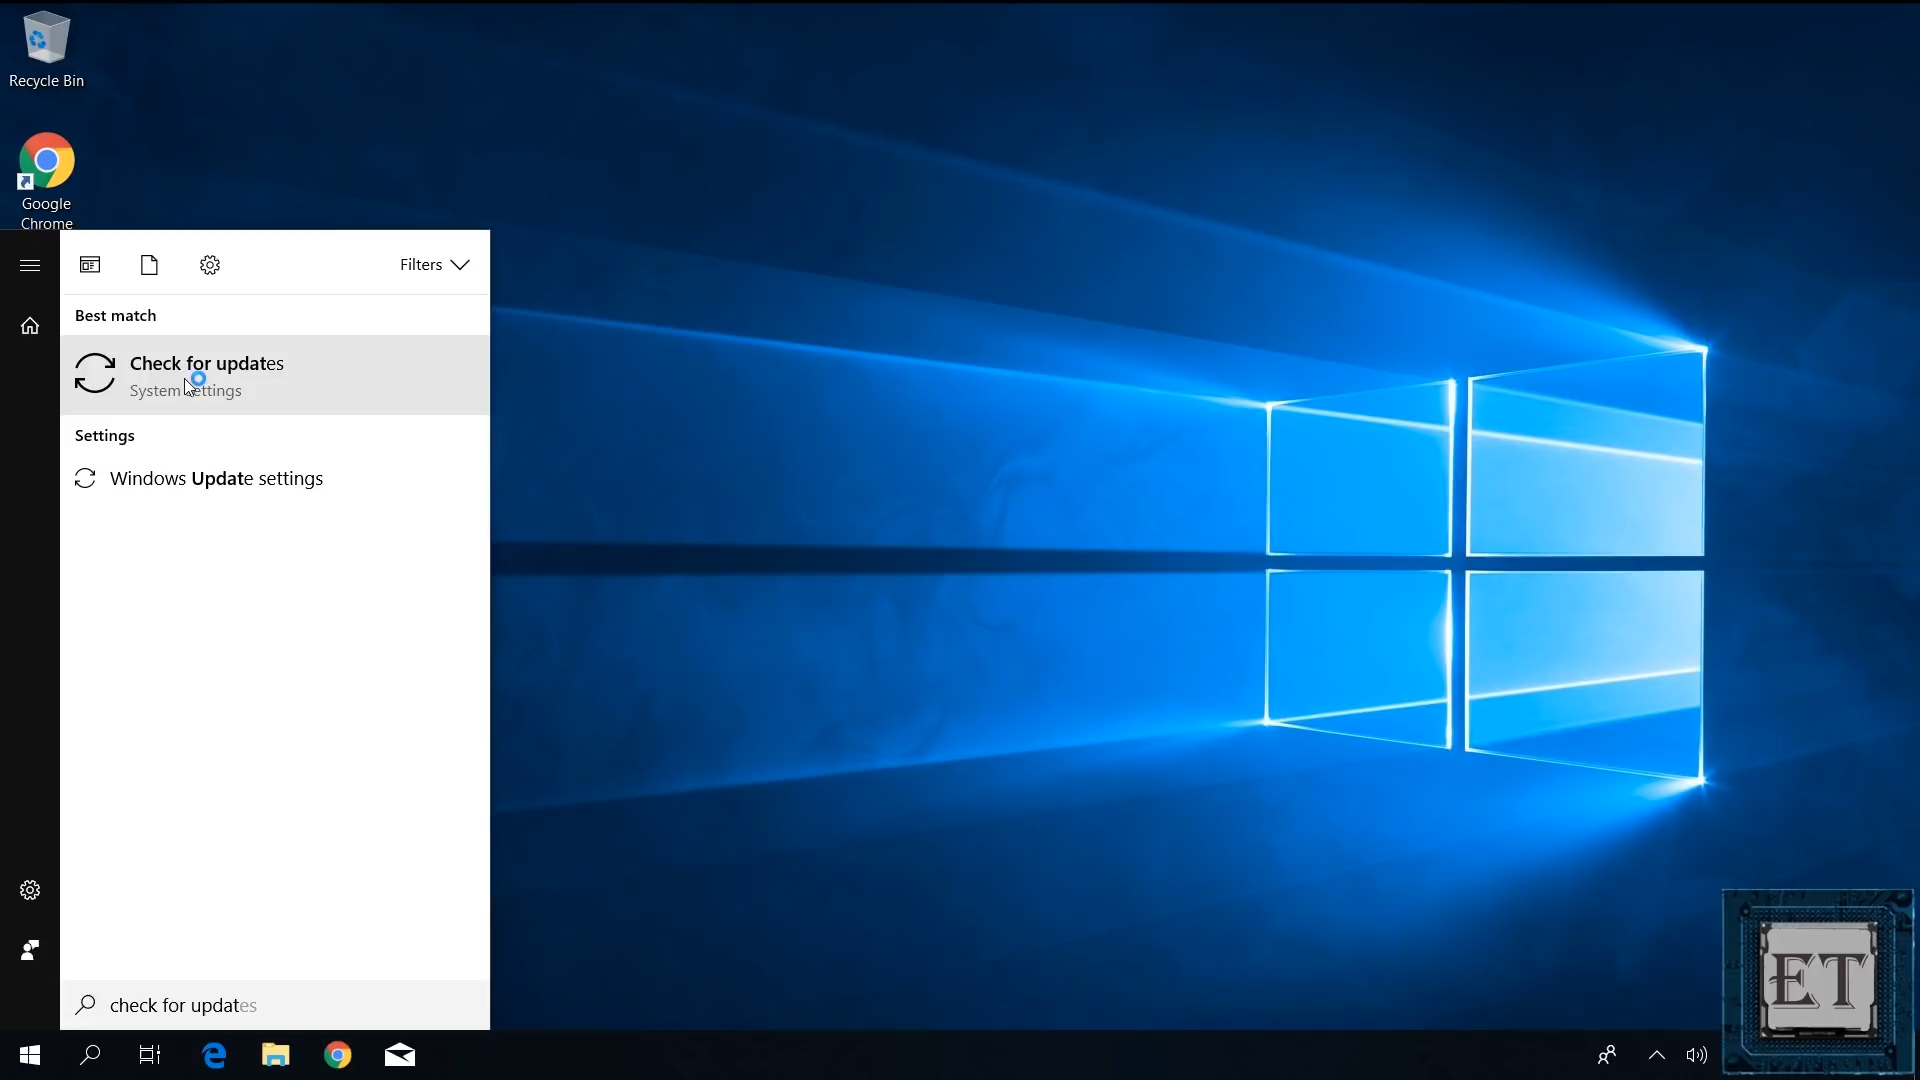 Recycle Bin
Google
Chrome
Filters
Best match
Check for updates
System settings
Settings
Windows Update settings
check for updates
ET